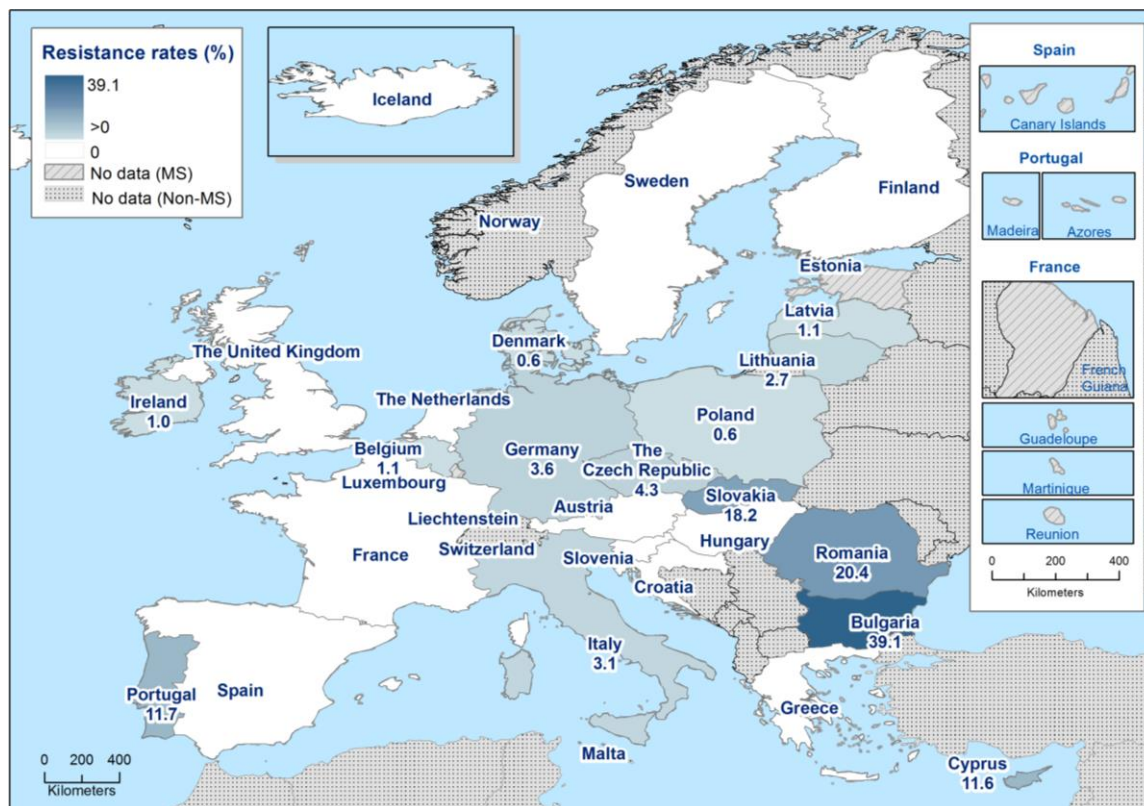 Resistance rates (%)
39.1
>0
0
No data (MS)
No data (Non-MS)
Iceland
Norway
Sweden
Finland
Estonia
Latvia
1.1
Lithuania
2.7
Denmark
0.6
The United Kingdom
Ireland
1.0
The Netherlands
Belgium
1.1
Luxembourg
Germany
3.6
Poland
0.6
The
Czech Republic
4.3
Slovakia
18.2
Austria
Liechtenstein
Switzerland
France
Slovenia
Hungary
Croatia
Romania
20.4
Bulgaria
39.1
Italy
3.1
Portugal
11.7
Spain
Greece
Malta
Cyprus
11.6
0 200 400
Kilometers
Spain
Canary Islands
Portugal
Madeira
Azores
France
French
Guiana
Guadeloupe
Martinique
Reunion
0 200 400
Kilometers